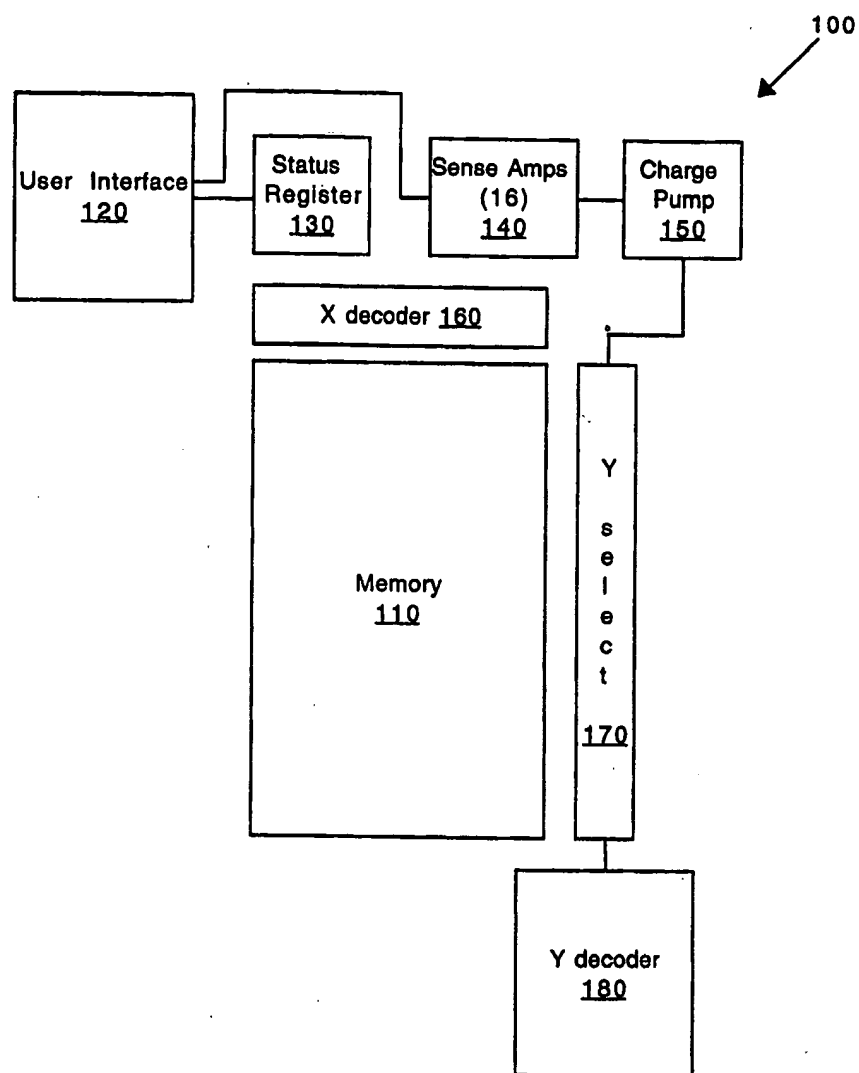 100
User Interface
120
Status
Register
130
Sense Amps
(16)
140
Charge
Pump
150
X decoder 160
Memory
110
Y
s
e
l
e
c
t
170
Y decoder
180